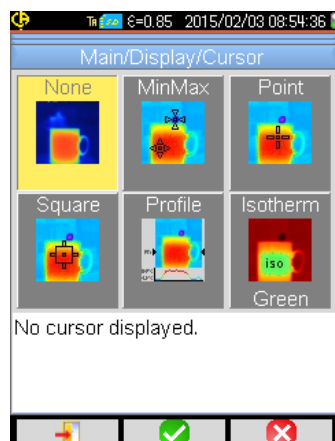 Ta ε=0.85 2015/02/03 08:54:36
Main/Display/Cursor
None MinMax Point
Square Profile Isotherm
iso
Green
No cursor displayed.